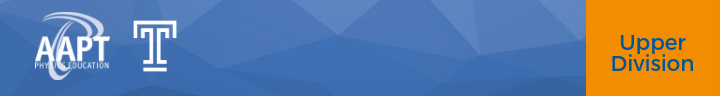 AAPT
PHYSICS EDUCATION
T
Upper
Division